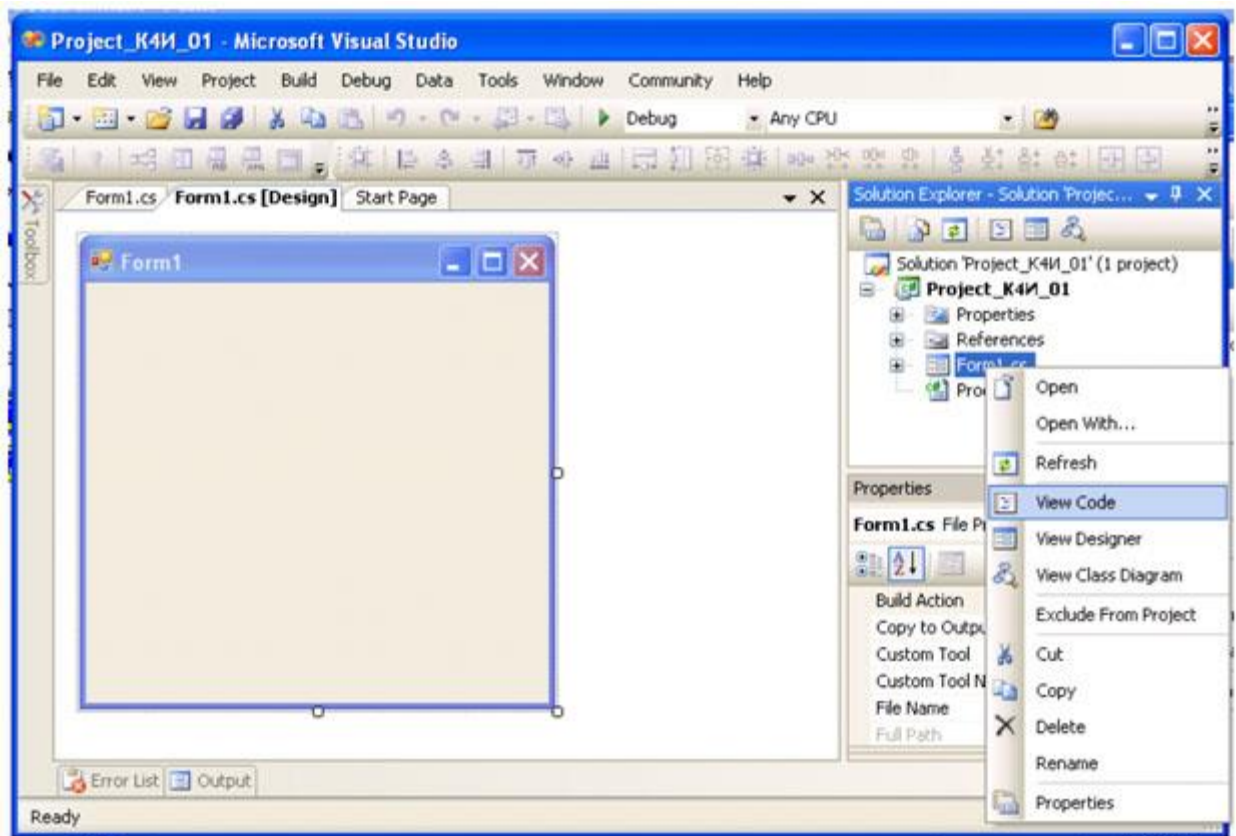 Project_К4И_01 - Microsoft Visual Studio
File Edit View Project Build Debug Data Tools Window Community Help
Debug Any CPU
Toolbox
Form1.cs Form1.cs [Design] Start Page
Form1
Solution Explorer - Solution 'Projec...
Solution 'Project_К4И_01' (1 project)
Project_К4И_01
Properties
References
Form1.cs
Open
Open With...
Refresh
View Code
View Designer
View Class Diagram
Exclude From Project
Cut
Copy
Delete
Rename
Properties
Properties
Form1.cs File
Build Action
Copy to Outpu
Custom Tool
Custom Tool N
File Name
Full Path
Error List Output
Ready